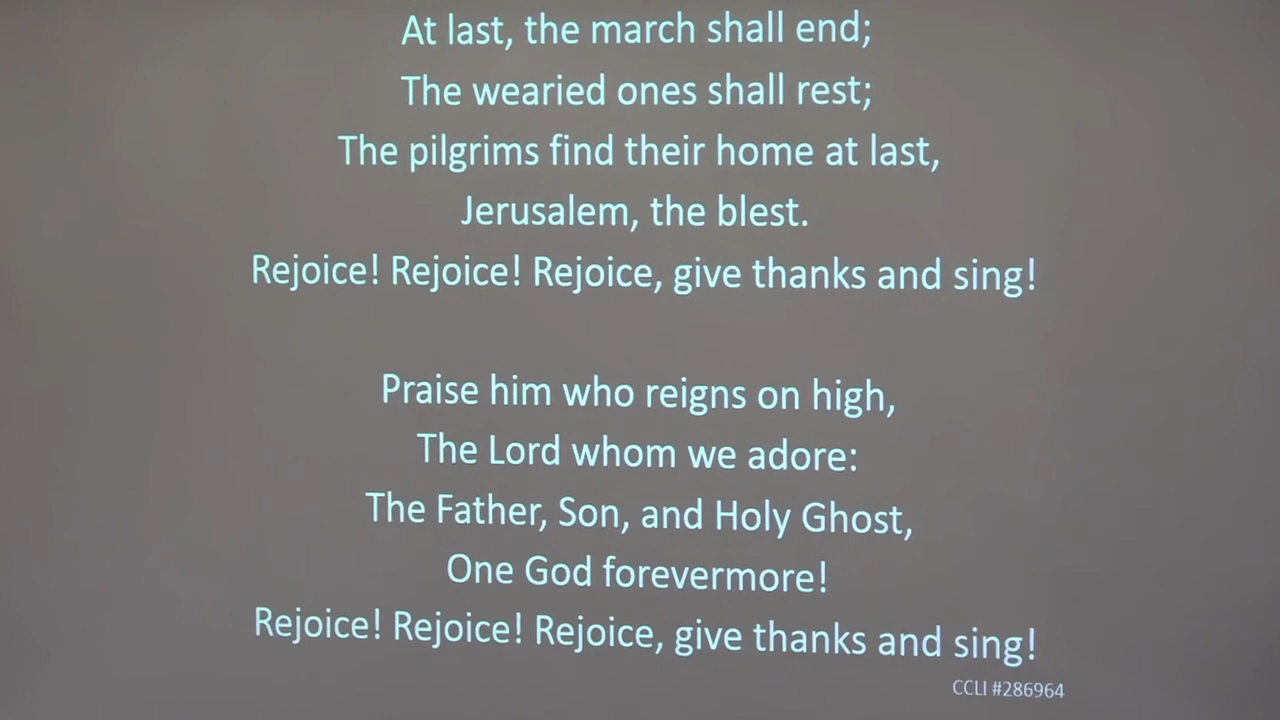 At last, the march shall end;
The wearied ones shall rest;
The pilgrims find their home at last,
Jerusalem, the blest.
Rejoice! Rejoice! Rejoice, give thanks and sing!
Praise him who reigns on high,
The Lord whom we adore:
The Father, Son, and Holy Ghost,
One God forevermore!
Rejoice! Rejoice! Rejoice, give thanks and sing!
CCLI #286964